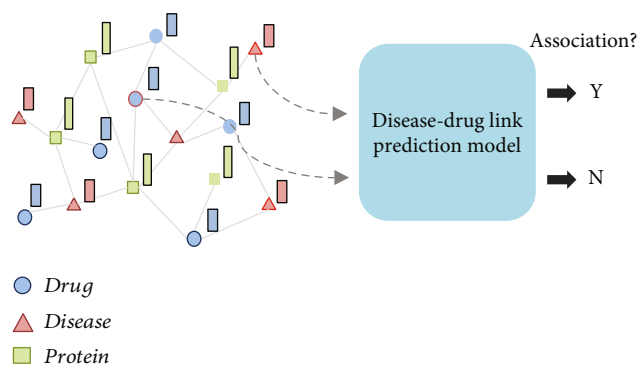 Association?
Y
Disease-drug link
prediction model
N
Drug
Disease
Protein